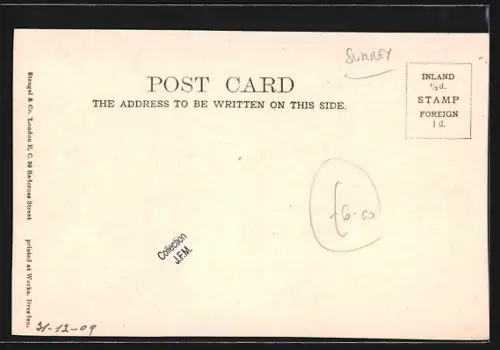 SURREY
POST CARD
THE ADDRESS TO BE WRITTEN ON THIS SIDE.
INLAND
½d.
STAMP
FOREIGN
1d.
Stengel & Co. London E. C. 39 Redcross Street
printed at Works. Dresden.
£6.00
Collection
J.F.M.
31-12-09